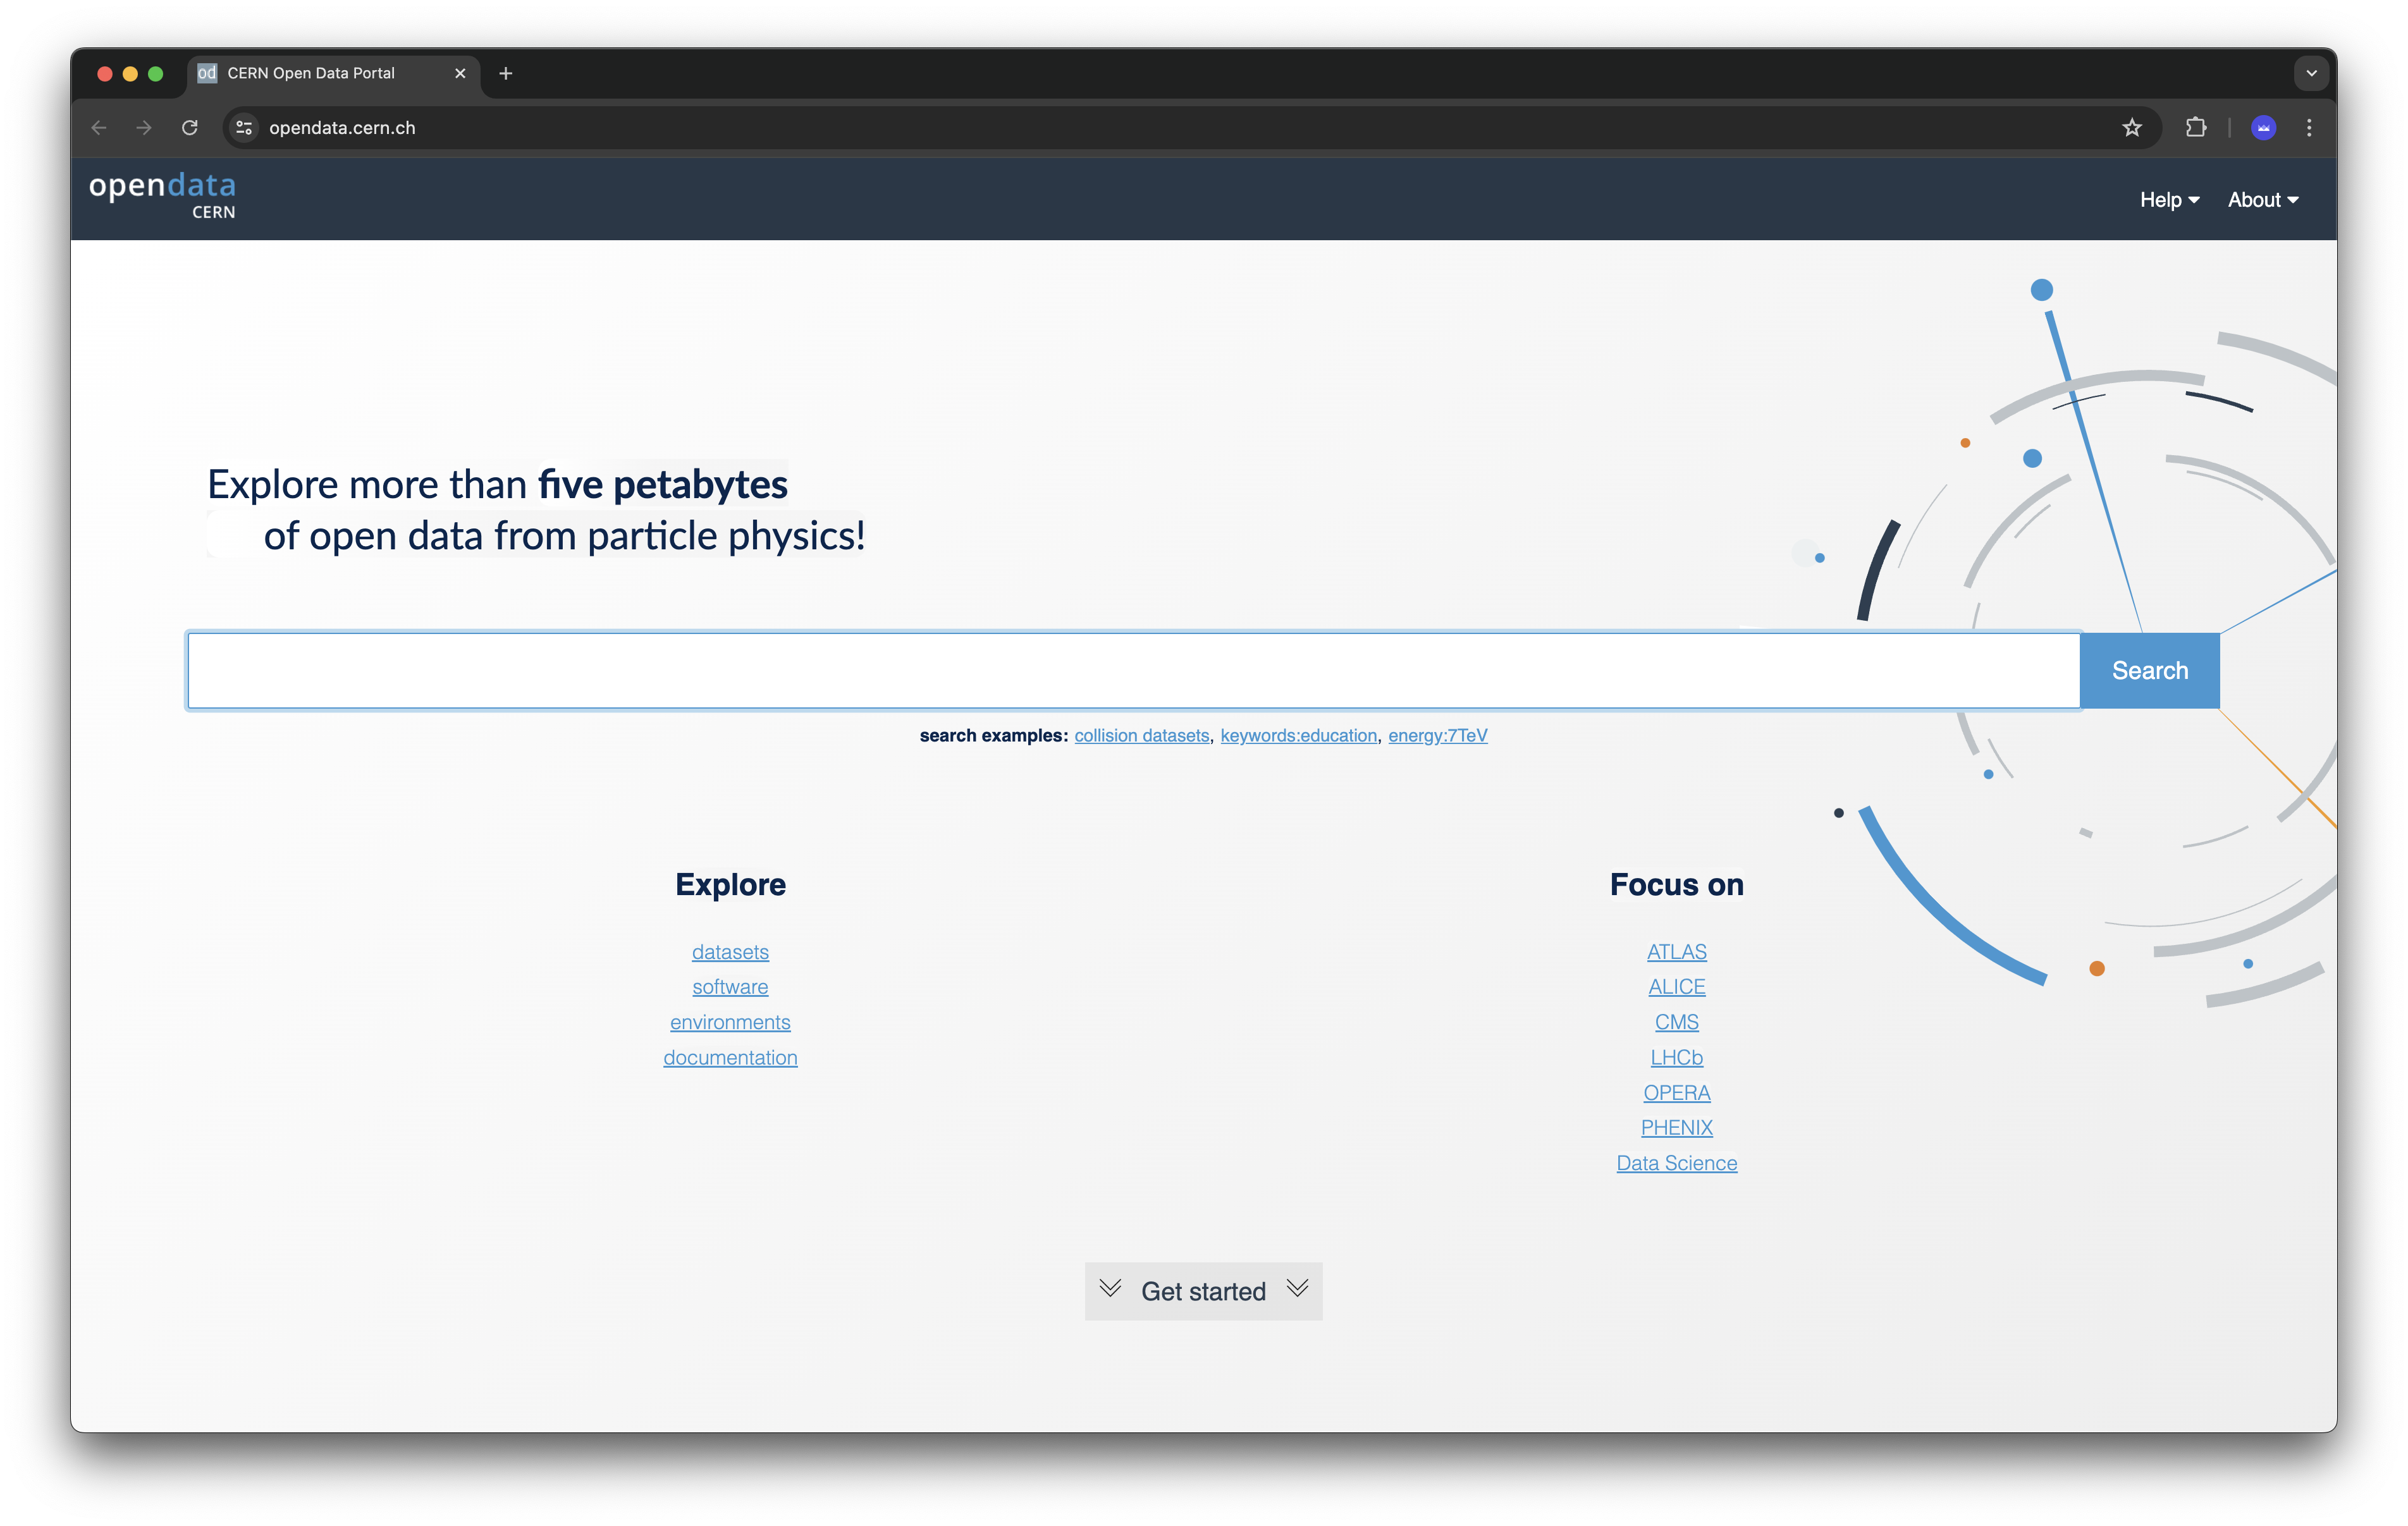 od CERN Open Data Portal
opendata.cern.ch
opendata
CERN
Help About
Explore more than five petabytes
of open data from particle physics!
Search
search examples: collision datasets, keywords:education, energy:7TeV
Explore
datasets
software
environments
documentation
Focus on
ATLAS
ALICE
CMS
LHCb
OPERA
PHENIX
Data Science
Get started